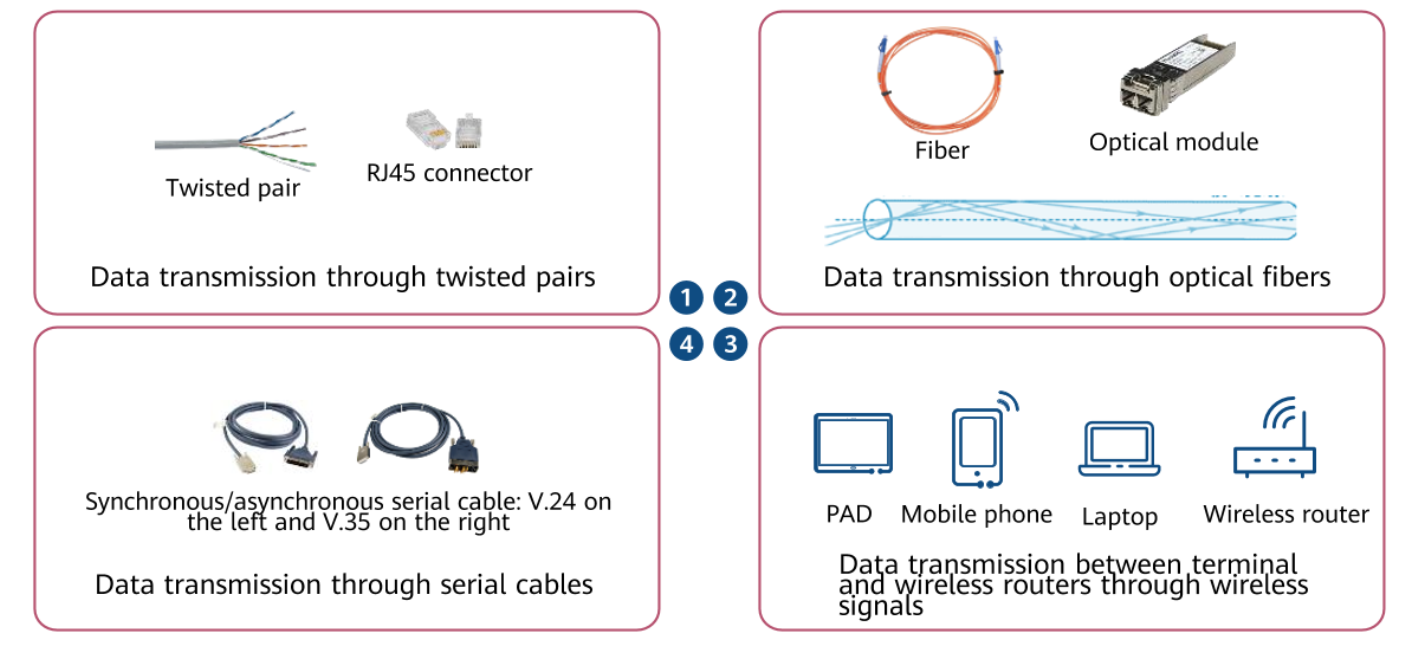 Twisted pair
RJ45 connector
Data transmission through twisted pairs
Fiber
Optical module
Data transmission through optical fibers
1
2
4
3
Synchronous/asynchronous serial cable: V.24 on
the left and V.35 on the right
Data transmission through serial cables
PAD
Mobile phone
Laptop
Wireless router
Data transmission between terminal
and wireless routers through wireless
signals